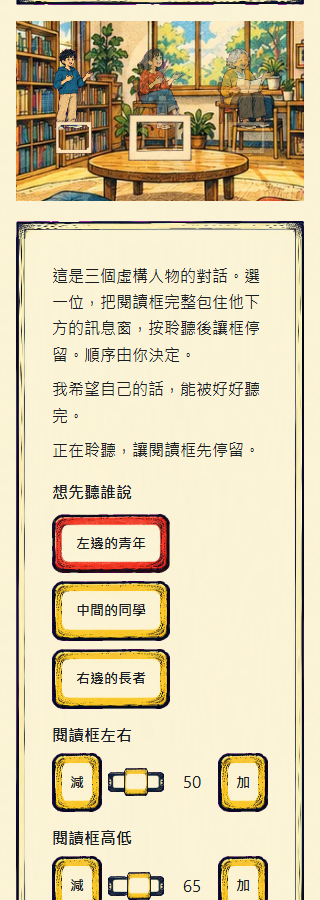 這是三個虛構人物的對話。選
一位，把閱讀框完整包住他下
方的訊息窗，按聆聽後讓框停
留。順序由你決定。
我希望自己的話，能被好好聽
完。
正在聆聽，讓閱讀框先停留。
想先聽誰說
左邊的青年
中間的同學
右邊的長者
閱讀框左右
減 50 加
閱讀框高低
減 65 加